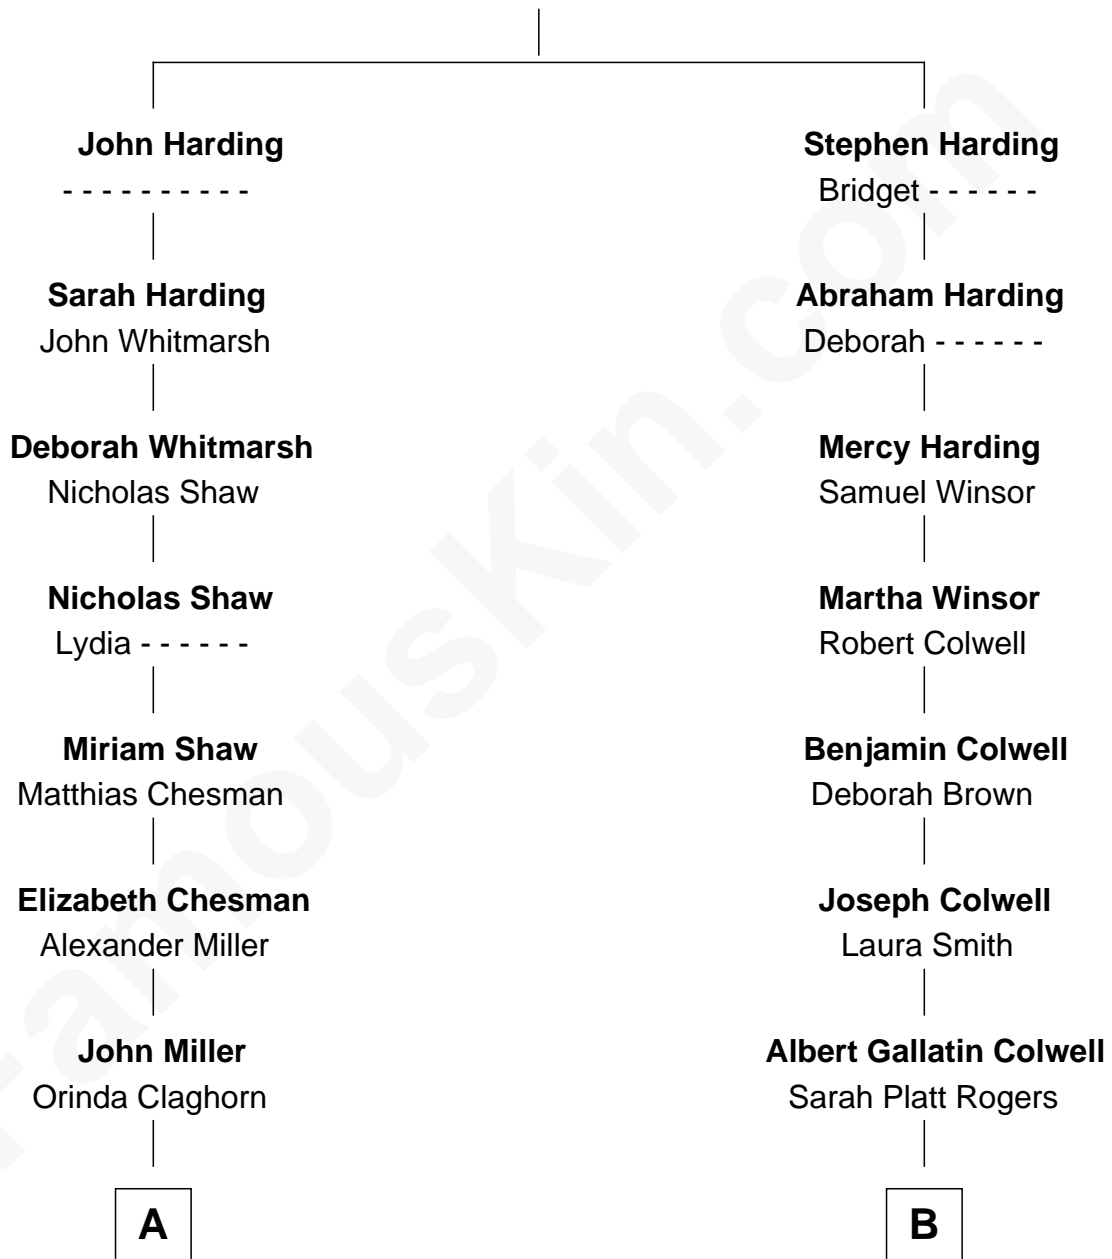 John Harding
- - - - - - - - - -
Sarah Harding
John Whitmarsh
Deborah Whitmarsh
Nicholas Shaw
Nicholas Shaw
Lydia - - - - - -
Miriam Shaw
Matthias Chesman
Elizabeth Chesman
Alexander Miller
John Miller
Orinda Claghorn
A
Stephen Harding
Bridget - - - - - -
Abraham Harding
Deborah - - - - - -
Mercy Harding
Samuel Winsor
Martha Winsor
Robert Colwell
Benjamin Colwell
Deborah Brown
Joseph Colwell
Laura Smith
Albert Gallatin Colwell
Sarah Platt Rogers
B
FamousKin.com